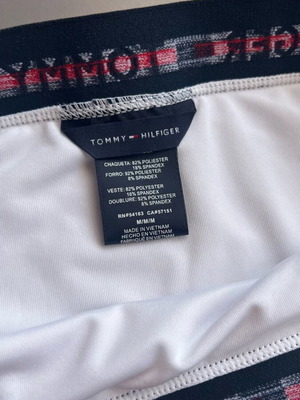 TOMMY HILFIGER
CHAQUETA: 82% POLIESTER
18% SPANDEX
FORRO: 92% POLIESTER
8% SPANDEX
VESTE: 82% POLYESTER
18% SPANDEX
DOUBLURE: 92% POLYESTER
8% SPANDEX
RN#54163 CA#57151
M/M/M
MADE IN VIETNAM
HECHO EN VIETNAM
FABRIQUÉ EN VIETNAM